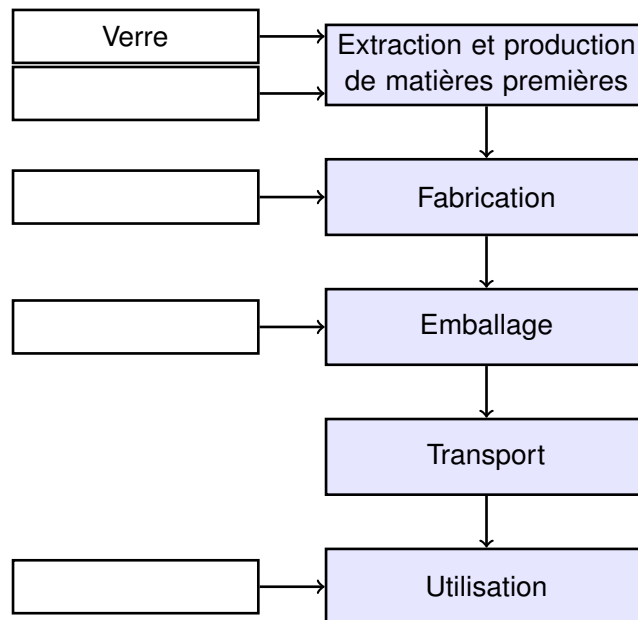 Verre
Extraction et production
de matières premières
Fabrication
Emballage
Transport
Utilisation